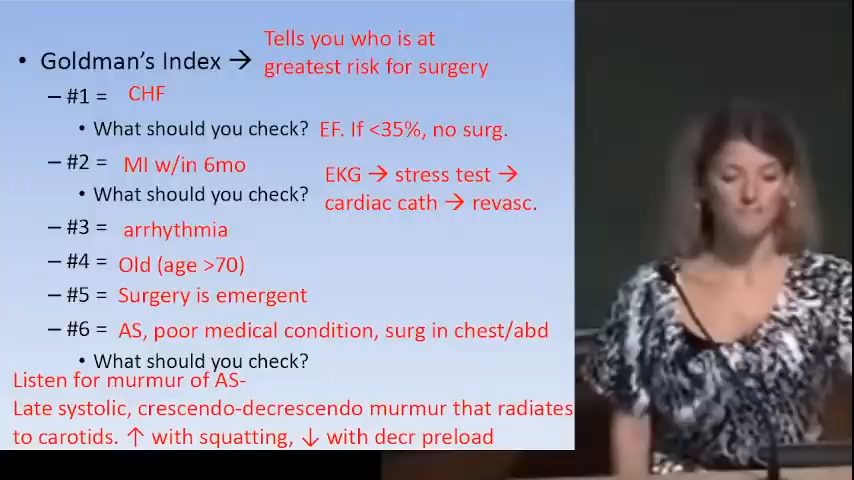 • Goldman's Index → Tells you who is at
greatest risk for surgery
– #1 = CHF
• What should you check? EF. If <35%, no surg.
– #2 = MI w/in 6mo
• What should you check? EKG → stress test →
cardiac cath → revasc.
– #3 = arrhythmia
– #4 = Old (age >70)
– #5 = Surgery is emergent
– #6 = AS, poor medical condition, surg in chest/abd
• What should you check?
Listen for murmur of AS-
Late systolic, crescendo-decrescendo murmur that radiates
to carotids. ↑ with squatting, ↓ with decr preload